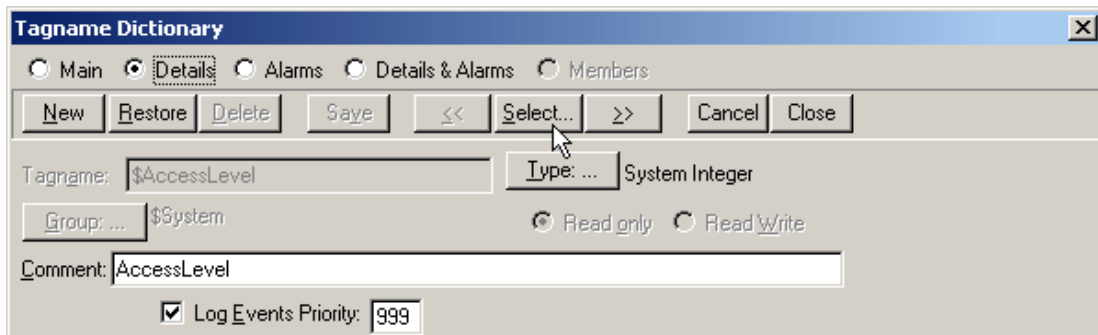 Tagname Dictionary
Main Details Alarms Details & Alarms Members
New Restore Delete Save << Select... >> Cancel Close
Tagname: $AccessLevel Type: ... System Integer
Group: ... $System Read only Read Write
Comment: AccessLevel
Log Events Priority: 999